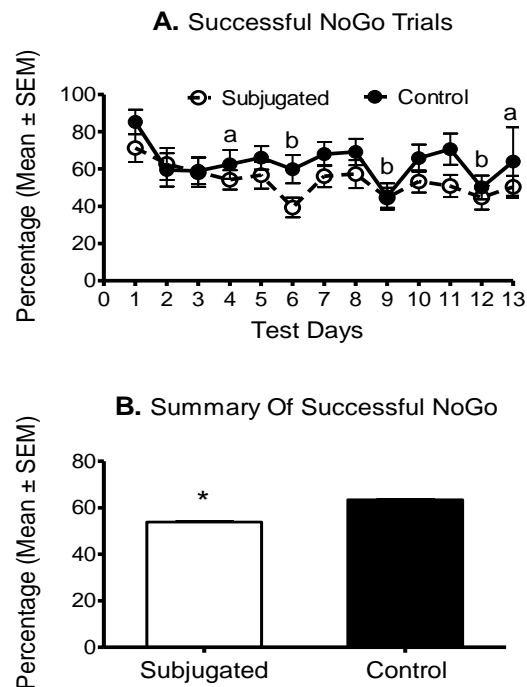 A. Successful NoGo Trials
Percentage (Mean ± SEM)
100
80
60
40
20
0
Subjugated
Control
a
b
b
b
a
0 1 2 3 4 5 6 7 8 9 10 11 12 13
Test Days
B. Summary Of Successful NoGo
Percentage (Mean ± SEM)
80
60
40
20
0
*
Subjugated
Control